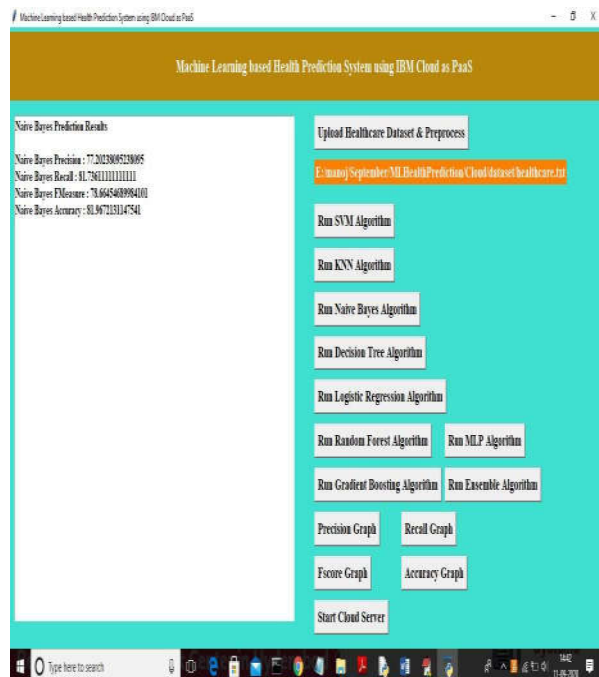 Machine Learning based Health Prediction System using IBM Cloud as PaaS
Machine Learning based Health Prediction System using IBM Cloud as PaaS
Naive Bayes Prediction Results
Naive Bayes Precision : 77.20238095238095
Naive Bayes Recall : 81.73611111111111
Naive Bayes FMeasure : 78.66454689984101
Naive Bayes Accuracy : 81.9672131147541
Upload Healthcare Dataset & Preprocess
E:/manoj/September/MLHealthPrediction/Cloud/dataset/healthcare.txt
Run SVM Algorithm
Run KNN Algorithm
Run Naive Bayes Algorithm
Run Decision Tree Algorithm
Run Logistic Regression Algorithm
Run Random Forest Algorithm Run MLP Algorithm
Run Gradient Boosting Algorithm Run Ensemble Algorithm
Precision Graph Recall Graph
Fscore Graph Accuracy Graph
Start Cloud Server
Type here to search
14:42